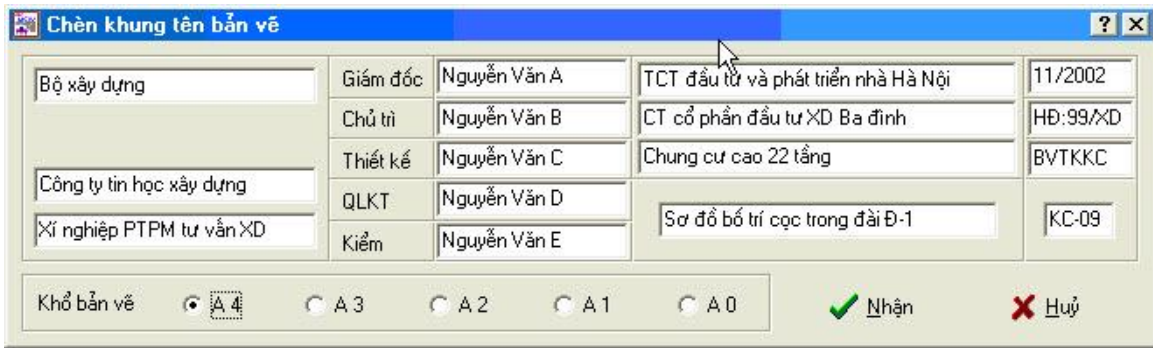 Chèn khung tên bản vẽ
Bộ xây dựng
Công ty tin học xây dựng
Xí nghiệp PTPM tư vấn XD
Giám đốc Nguyễn Văn A
Chủ trì Nguyễn Văn B
Thiết kế Nguyễn Văn C
QLKT Nguyễn Văn D
Kiểm Nguyễn Văn E
TCT đầu tư và phát triển nhà Hà Nội
CT cổ phần đầu tư XD Ba đình
Chung cư cao 22 tầng
Sơ đồ bố trí cọc trong đài Đ-1
11/2002
HĐ:99/XD
BVTKKC
KC-09
Khổ bản vẽ A 4 A 3 A 2 A 1 A 0 Nhận Huỷ